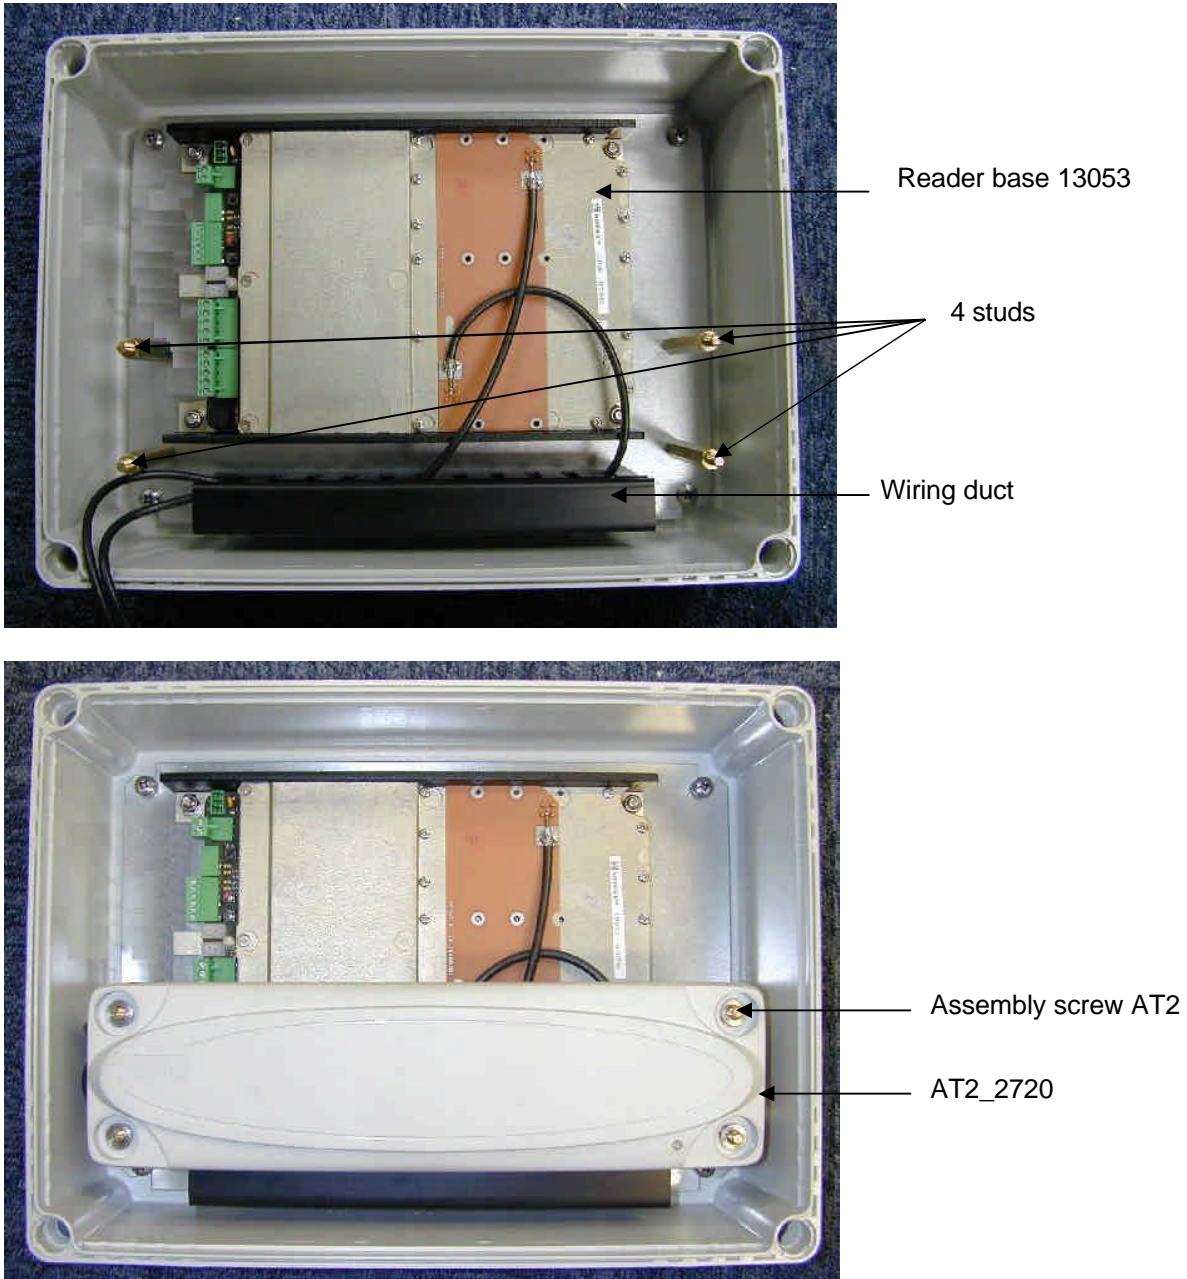 Reader base 13053
4 studs
Wiring duct
Assembly screw AT2
AT2_2720